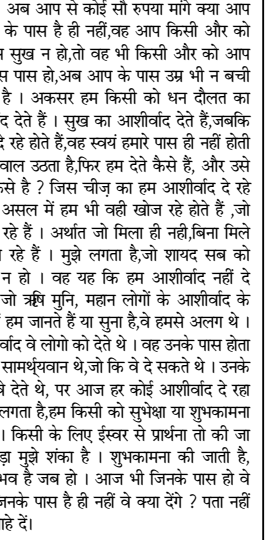 अब आप से कोई सौ रुपया मांगे क्या आप
के पास है ही नहीं,वह आप किसी और को
सुख न हो,तो वह भी किसी और को आप
पास हो,अब आप के पास उम्र भी न बची
है । अकसर हम किसी को धन दौलत का
द देते हैं । सुख का आशीर्वाद देते हैं,जबकि
दे रहे होते हैं,वह स्वयं हमारे पास ही नहीं होती
वाल उठता है,फिर हम देते कैसे हैं, और उसे
से है ? जिस चीज़ का हम आशीर्वाद दे रहे
असल में हम भी वही खोज रहे होते हैं ,जो
रहे हैं । अर्थात जो मिला ही नही,बिना मिले
रहे हैं । मुझे लगता है,जो शायद सब को
न हो । वह यह कि हम आशीर्वाद नहीं दे
जो ऋषि मुनि, महान लोगों के आशीर्वाद के
हम जानते हैं या सुना है,वे हमसे अलग थे ।
र्वाद वे लोगो को देते थे । वह उनके पास होता
सामर्थ्यवान थे,जो कि वे दे सकते थे । उनके
वे देते थे, पर आज हर कोई आशीर्वाद दे रहा
लगता है,हम किसी को सुभेक्षा या शुभकामना
। किसी के लिए ईस्वर से प्रार्थना तो की जा
ड़ा मुझे शंका है । शुभकामना की जाती है,
भव है जब हो । आज भी जिनके पास हो वे
जनके पास है ही नहीं वे क्या देंगे ? पता नहीं
ाहे दें।